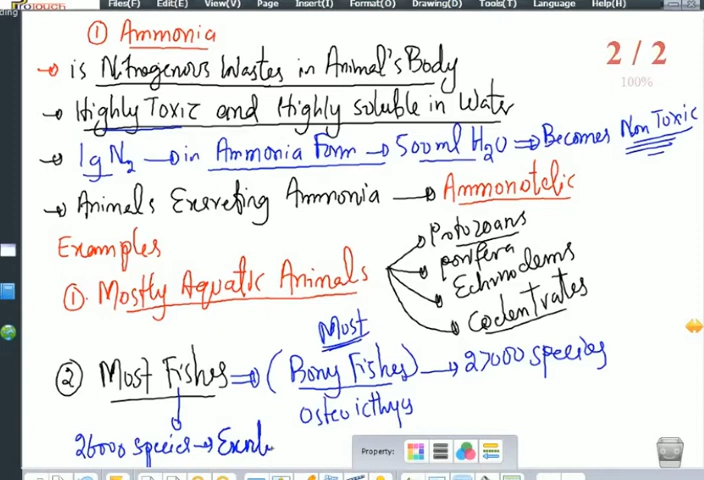 ProTouch Files(F) Edit(E) View(V) Page Insert(I) Format(O) Drawing(D) Tools(T) Language Help(H)
① Ammonia
2 / 2
100%
→ is Nitrogenous Wastes in Animal's Body
→ Highly Toxic and Highly soluble in Water
→ 1g N2 → in Ammonia Form → 500ml H2O ⇒ Becomes Non Toxic
→ Animals Excreting Ammonia → Ammonotelic
Examples
① Mostly Aquatic Animals
→ Protozoans
→ porifera
→ Echinoderms
→ Coelentrates
Most
② Most Fishes ⇒ (Bony Fishes) → 27000 species
Osteoicthys
26000 species →
Property: